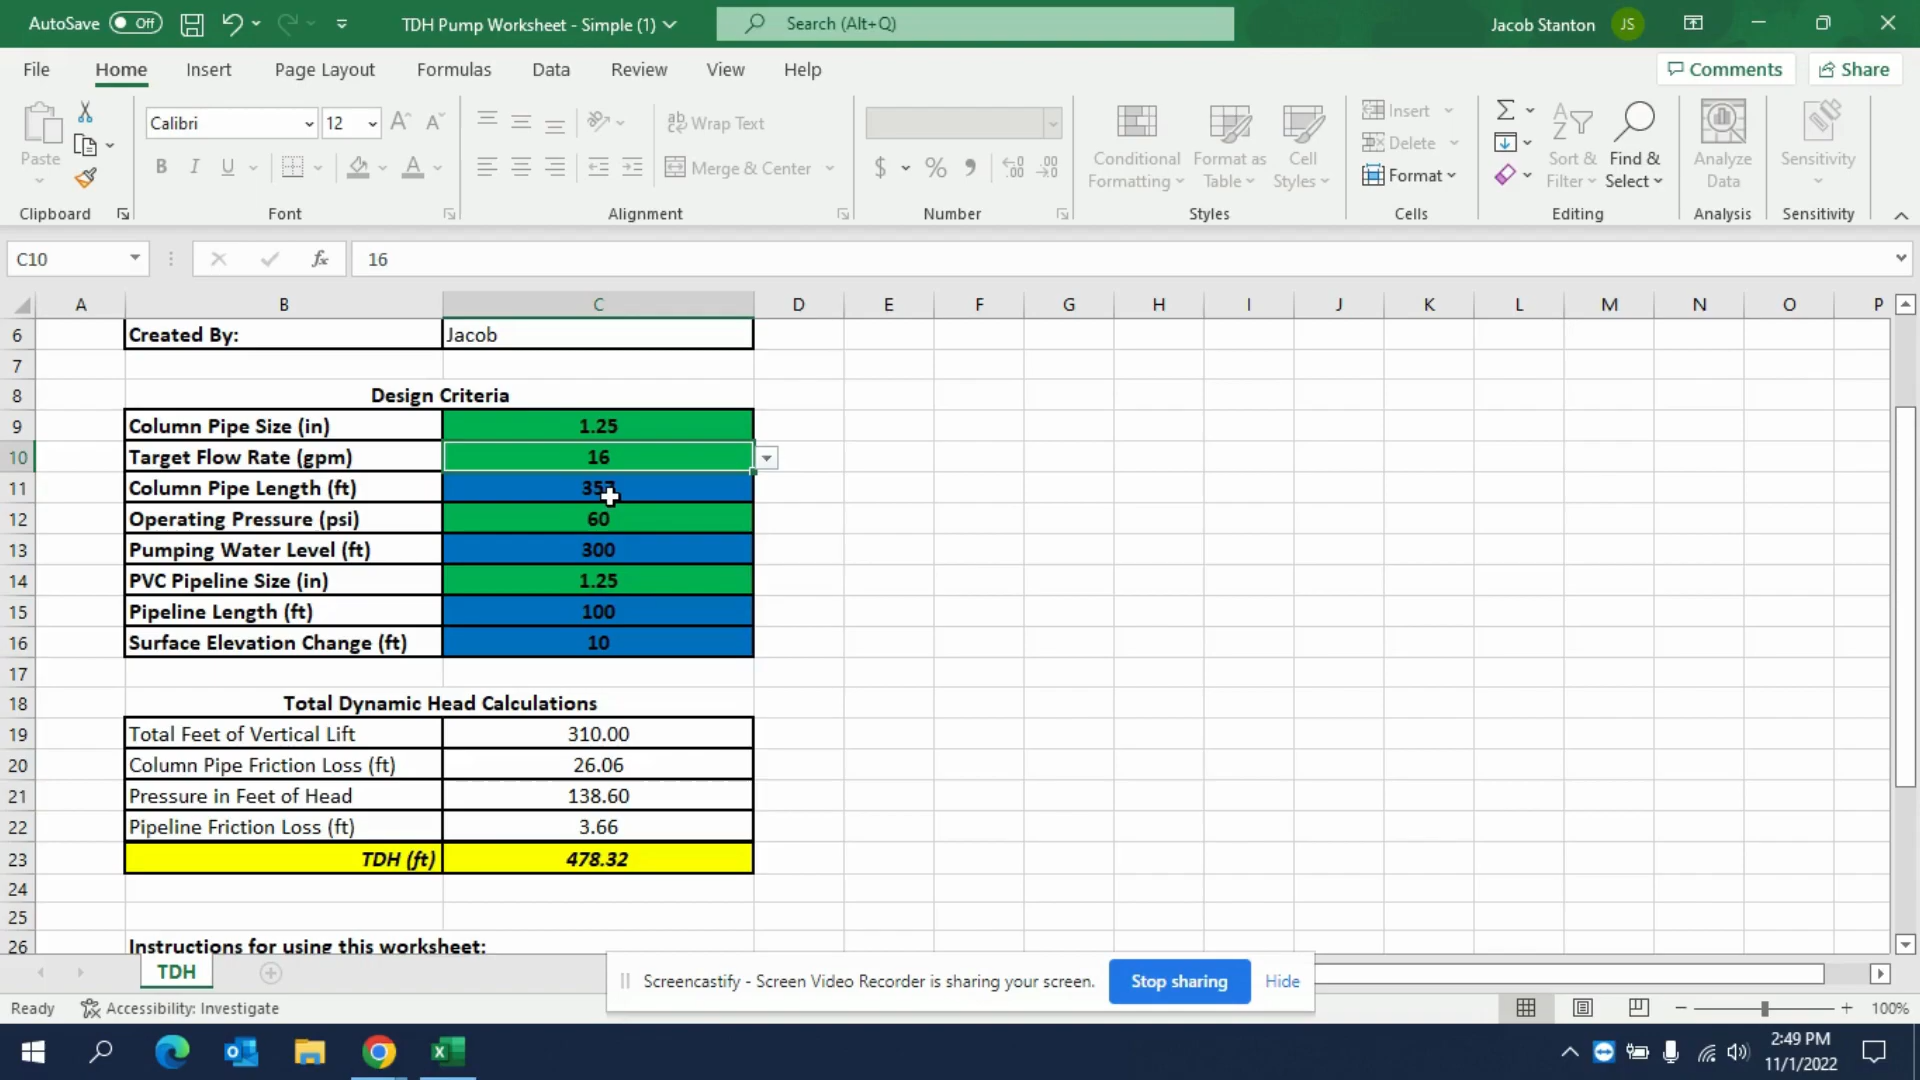 AutoSave Off TDH Pump Worksheet - Simple (1) Search (Alt+Q) Jacob Stanton JS
File Home Insert Page Layout Formulas Data Review View Help Comments Share
Calibri 12 Wrap Text Insert
Paste B I U Merge & Center $ % Conditional Formatting Format as Table Cell Styles Delete Sort & Filter Find & Select Analyze Data Sensitivity
Format
Clipboard Font Alignment Number Styles Cells Editing Analysis Sensitivity
C10 fx 16
A B C D E F G H I J K L M N O P
6 Created By: Jacob
7
8 Design Criteria
9 Column Pipe Size (in) 1.25
10 Target Flow Rate (gpm) 16
11 Column Pipe Length (ft)
12 Operating Pressure (psi) 60
13 Pumping Water Level (ft) 300
14 PVC Pipeline Size (in) 1.25
15 Pipeline Length (ft) 100
16 Surface Elevation Change (ft) 10
17
18 Total Dynamic Head Calculations
19 Total Feet of Vertical Lift 310.00
20 Column Pipe Friction Loss (ft) 26.06
21 Pressure in Feet of Head 138.60
22 Pipeline Friction Loss (ft) 3.66
23 TDH (ft) 478.32
24
25
26 Instructions for using this worksheet:
TDH
Screencastify - Screen Video Recorder is sharing your screen. Stop sharing Hide
Ready Accessibility: Investigate 100%
2:49 PM
11/1/2022